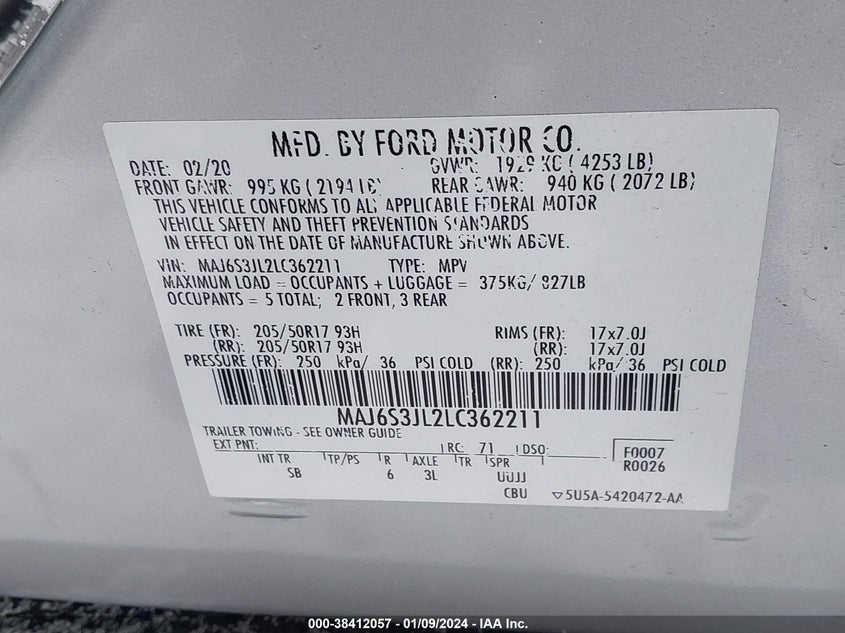 MFD. BY FORD MOTOR CO.
DATE: 02/20 GVWR: 1929 KG ( 4253 LB)
FRONT GAWR: 995 KG ( 2194 LB) REAR GAWR: 940 KG ( 2072 LB)
THIS VEHICLE CONFORMS TO ALL APPLICABLE FEDERAL MOTOR
VEHICLE SAFETY AND THEFT PREVENTION STANDARDS
IN EFFECT ON THE DATE OF MANUFACTURE SHOWN ABOVE.
VIN: MAJ6S3JL2LC362211 TYPE: MPV
MAXIMUM LOAD = OCCUPANTS + LUGGAGE = 375KG/ 827LB
OCCUPANTS = 5 TOTAL; 2 FRONT, 3 REAR
TIRE (FR): 205/50R17 93H RIMS (FR): 17x7.0J
(RR): 205/50R17 93H (RR): 17x7.0J
PRESSURE (FR): 250 kPa/ 36 PSI COLD (RR): 250 kPa/ 36 PSI COLD
MAJ6S3JL2LC362211
TRAILER TOWING - SEE OWNER GUIDE
EXT PNT: RC: 71 DSO: F0007
INT TR TP/PS R AXLE TR SPR R0026
SB 6 3L UUJJ
CBU ▽5U5A-5420472-AA
000-38412057 - 01/09/2024 - IAA Inc.